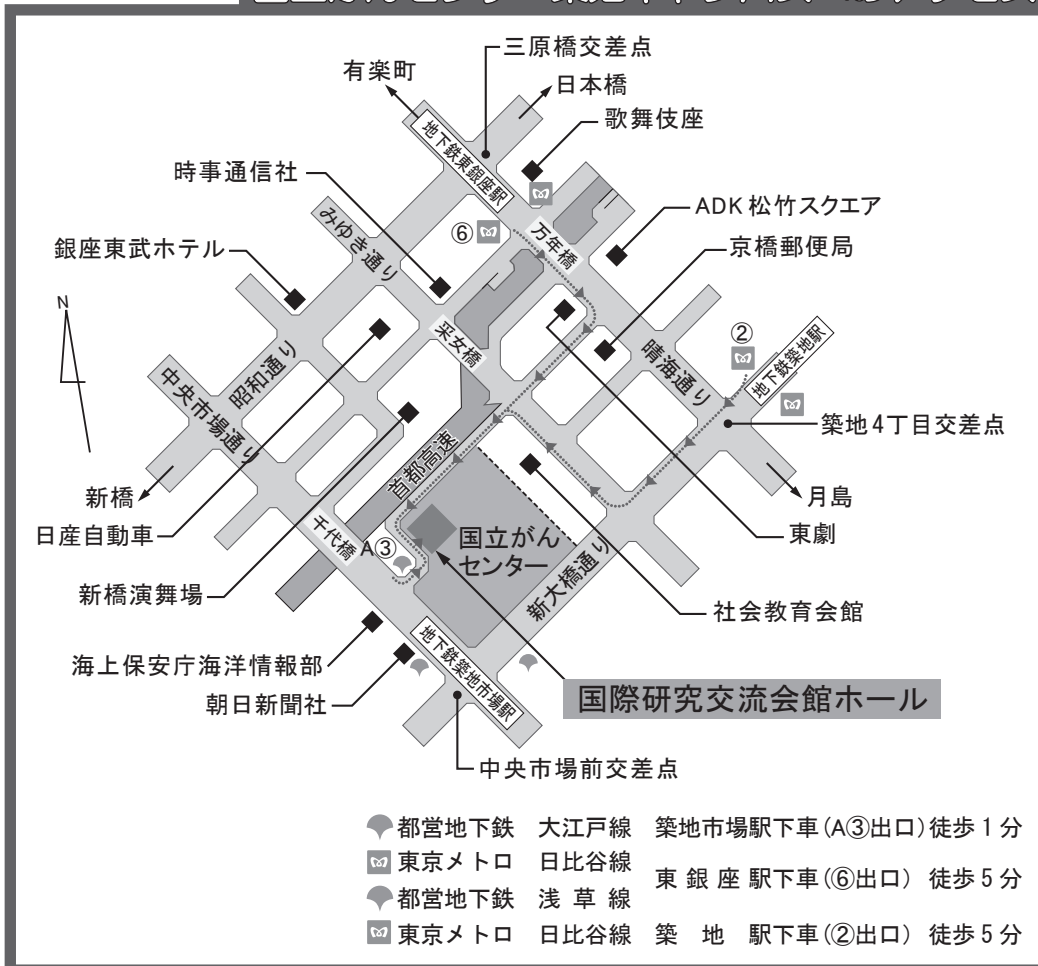 三原橋交差点
有楽町
日本橋
地下鉄東銀座駅
歌舞伎座
時事通信社
ADK 松竹スクエア
みゆき通り
⑥
万年橋
銀座東武ホテル
京橋郵便局
N
采女橋
②
地下鉄築地駅
昭和通り
晴海通り
中央市場通り
築地4丁目交差点
首都高速
新橋
月島
日産自動車
千代橋
A③
国立がん
センター
東劇
新橋演舞場
新大橋通り
社会教育会館
海上保安庁海洋情報部
地下鉄築地市場駅
朝日新聞社
国際研究交流会館ホール
中央市場前交差点
都営地下鉄 大江戸線 築地市場駅下車(A③出口)徒歩1分
東京メトロ 日比谷線
東銀座駅下車(⑥出口) 徒歩5分
都営地下鉄 浅草線
東京メトロ 日比谷線 築地 駅下車(②出口) 徒歩5分